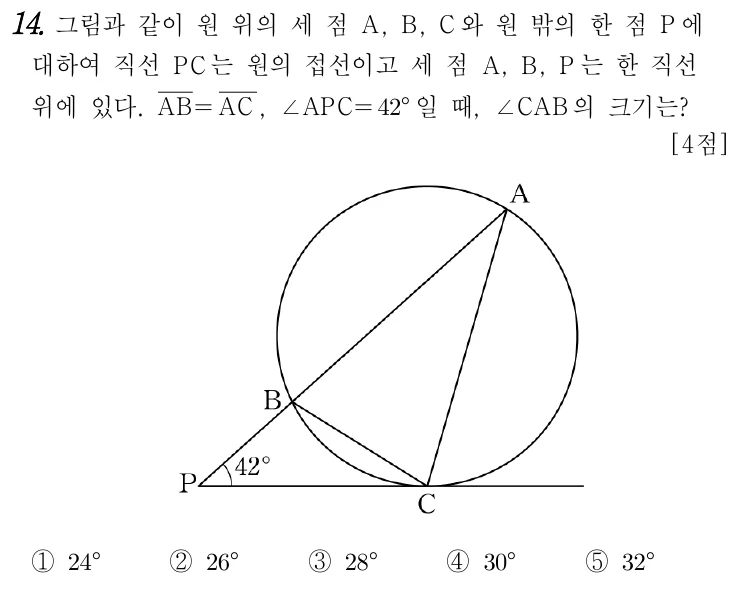 14. 그림과 같이 원 위의 세 점 A, B, C와 원 밖의 한 점 P에
대하여 직선 PC는 원의 접선이고 세 점 A, B, P는 한 직선
위에 있다. $\overline{AB}=\overline{AC}$, ∠APC=42°일 때, ∠CAB의 크기는?
[4점]
A
B
42°
P
C
① 24° ② 26° ③ 28° ④ 30° ⑤ 32°